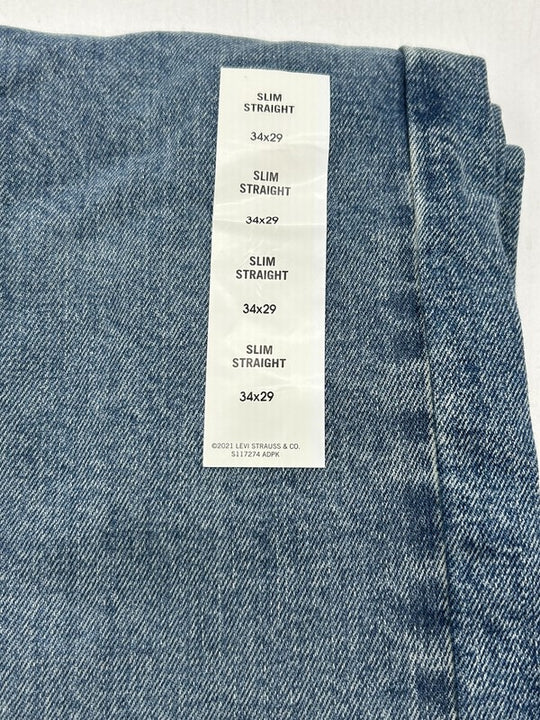 SLIM
STRAIGHT
34x29
SLIM
STRAIGHT
34x29
SLIM
STRAIGHT
34x29
SLIM
STRAIGHT
34x29
©2021 LEVI STRAUSS & CO.
S117274 ADPK